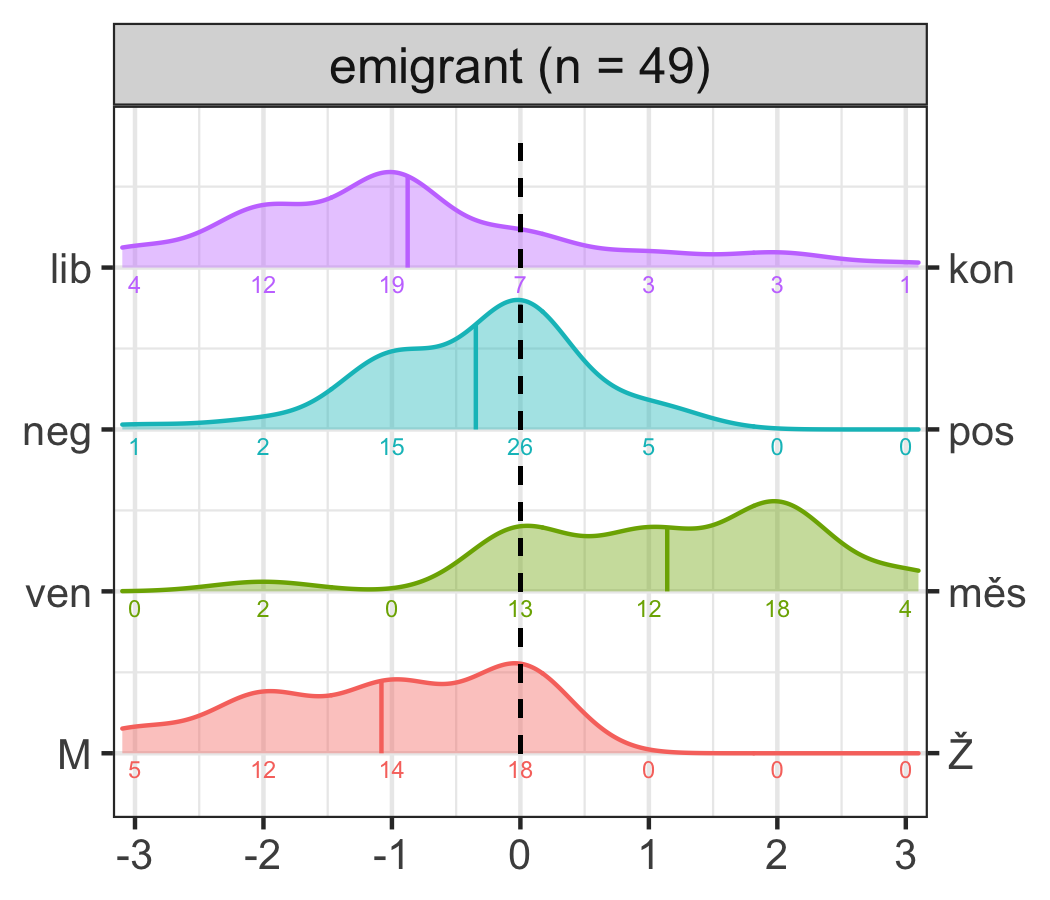 emigrant (n = 49)
lib kon
4 12 19 7 3 3 1
neg pos
1 2 15 26 5 0 0
ven měs
0 2 0 13 12 18 4
M Ž
5 12 14 18 0 0 0
-3 -2 -1 0 1 2 3